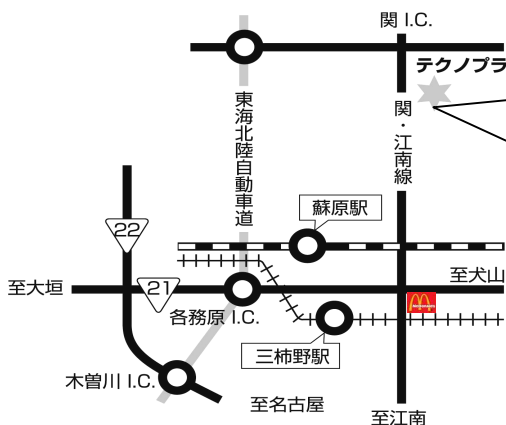 関 I.C.
テクノプラ
東海北陸自動車道
関・江南線
蘇原駅
22
至犬山
至大垣
21
各務原 I.C.
三柿野駅
木曽川 I.C.
至名古屋
至江南